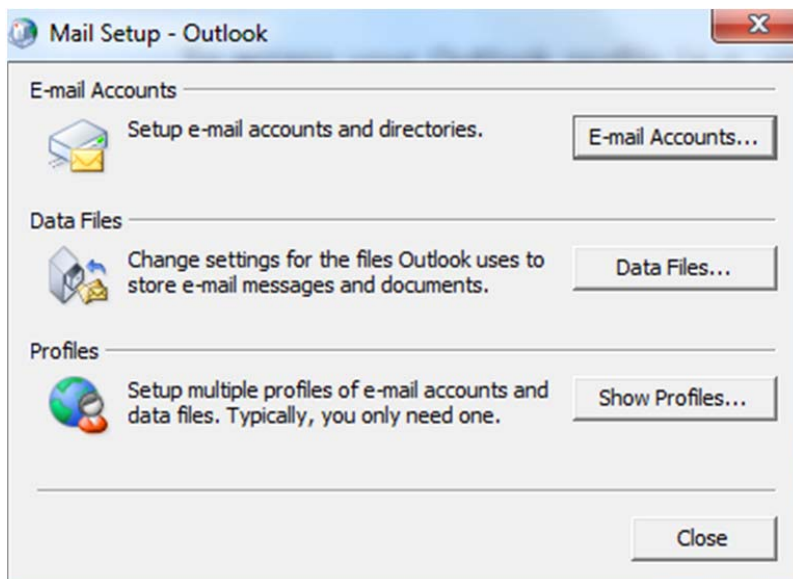 Mail Setup - Outlook
E-mail Accounts
Setup e-mail accounts and directories.
E-mail Accounts...
Data Files
Change settings for the files Outlook uses to
store e-mail messages and documents.
Data Files...
Profiles
Setup multiple profiles of e-mail accounts and
data files. Typically, you only need one.
Show Profiles...
Close